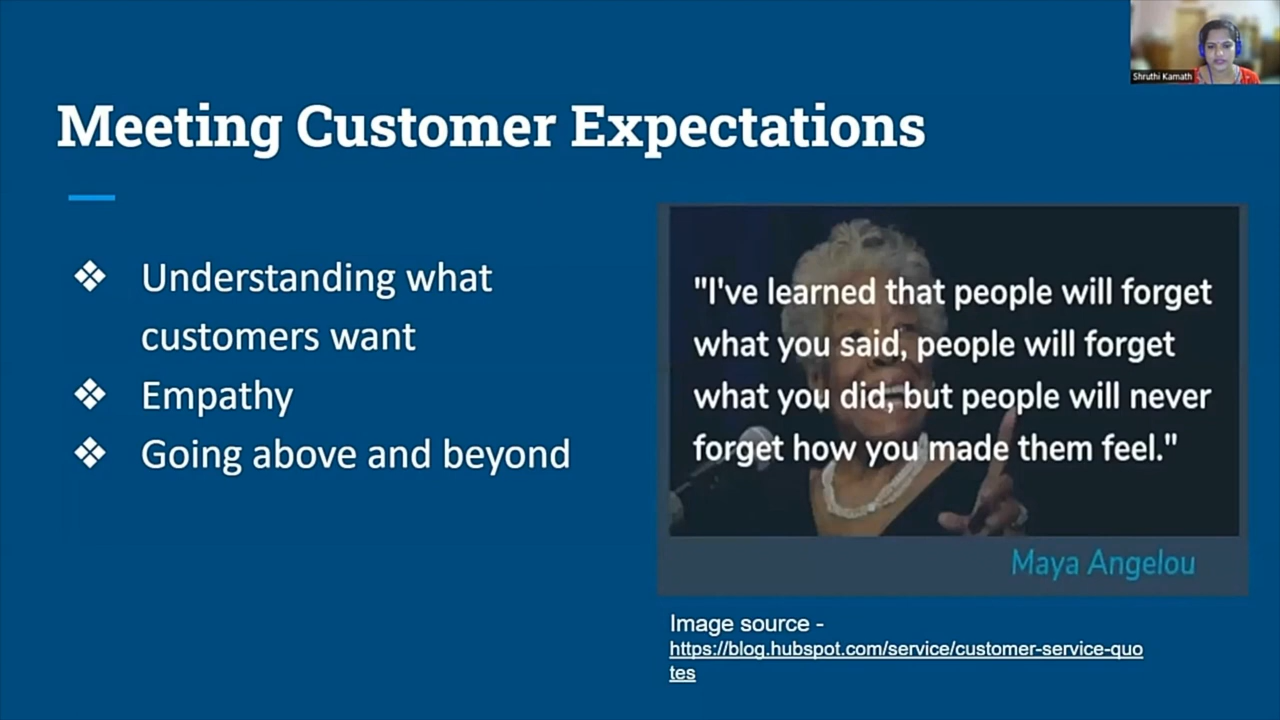 Shruthi Kamath
Meeting Customer Expectations
❖ Understanding what
customers want
❖ Empathy
❖ Going above and beyond
"I've learned that people will forget
what you said, people will forget
what you did, but people will never
forget how you made them feel."
Maya Angelou
Image source -
https://blog.hubspot.com/service/customer-service-quo
tes